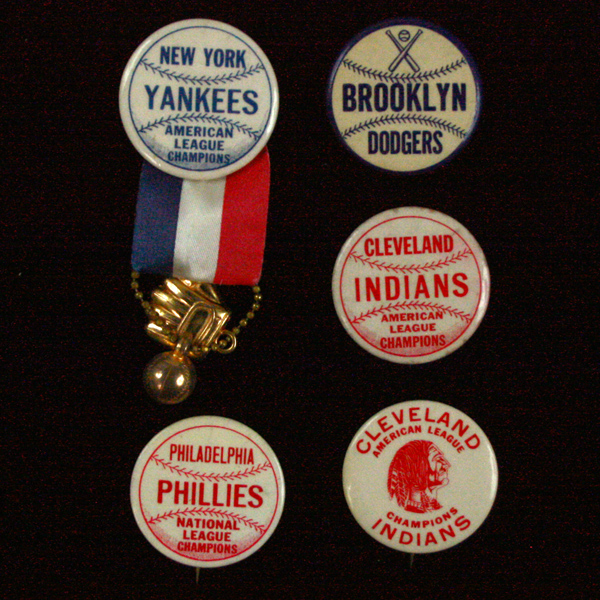 NEW YORK
YANKEES
AMERICAN
LEAGUE
CHAMPIONS
BROOKLYN
DODGERS
CLEVELAND
INDIANS
AMERICAN
LEAGUE
CHAMPIONS
PHILADELPHIA
PHILLIES
NATIONAL
LEAGUE
CHAMPIONS
CLEVELAND
AMERICAN LEAGUE
CHAMPIONS
INDIANS